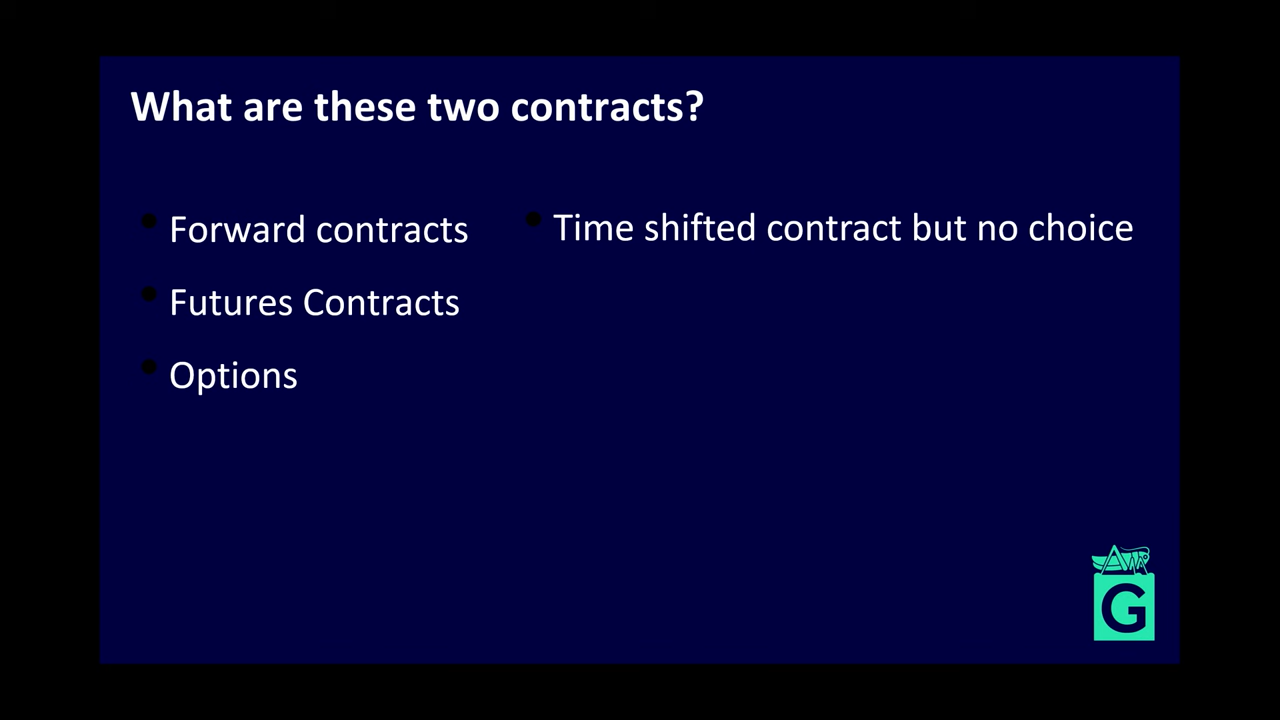 What are these two contracts?
• Forward contracts
• Time shifted contract but no choice
• Futures Contracts
• Options
G